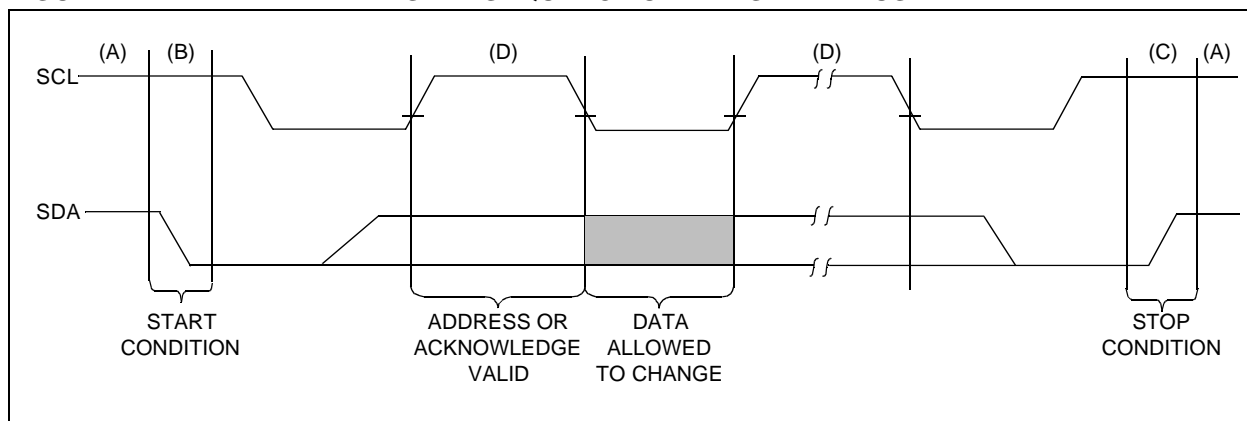 (A) (B) (D) (D) (C) (A)
SCL
SDA
START
CONDITION
ADDRESS OR
ACKNOWLEDGE
VALID
DATA
ALLOWED
TO CHANGE
STOP
CONDITION